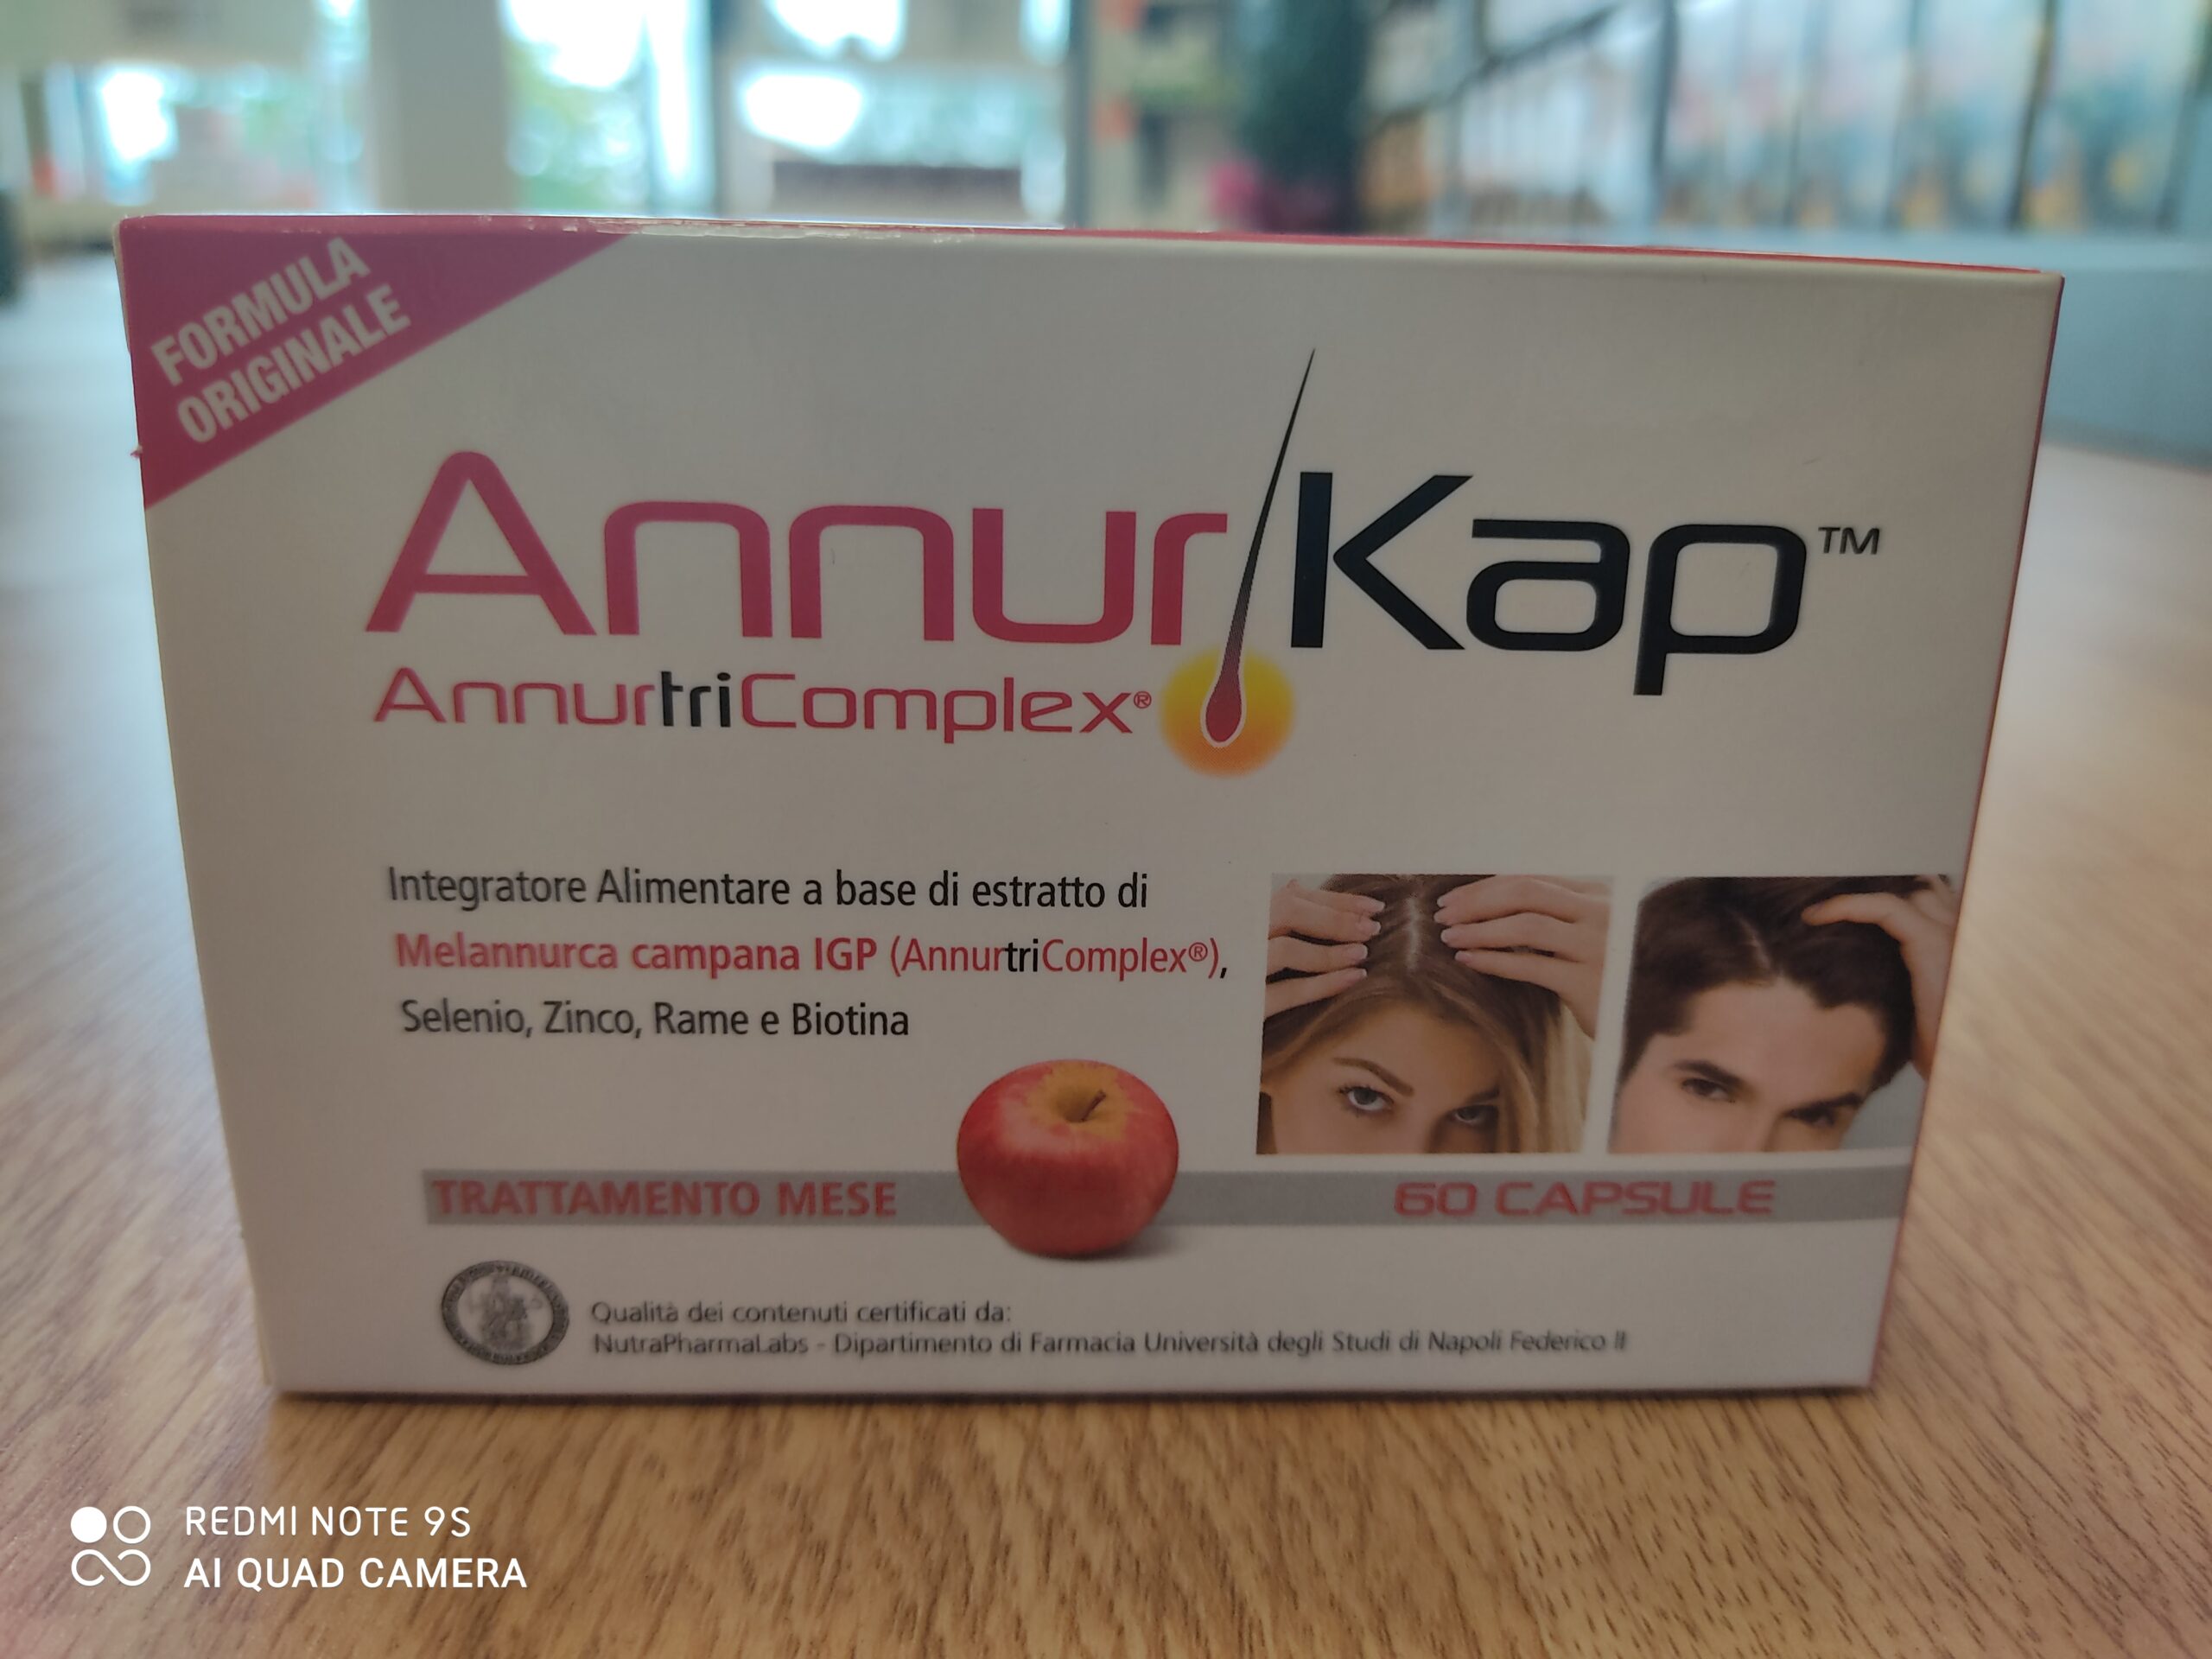 FORMULA
ORIGINALE
AnnurKap™
AnnurtriComplex®
Integratore Alimentare a base di estratto di
Melannurca campana IGP (AnnurtriComplex®),
Selenio, Zinco, Rame e Biotina
TRATTAMENTO MESE
60 CAPSULE
Qualità dei contenuti certificati da:
NutraPharmaLabs - Dipartimento di Farmacia Università degli Studi di Napoli Federico II
REDMI NOTE 9S
AI QUAD CAMERA